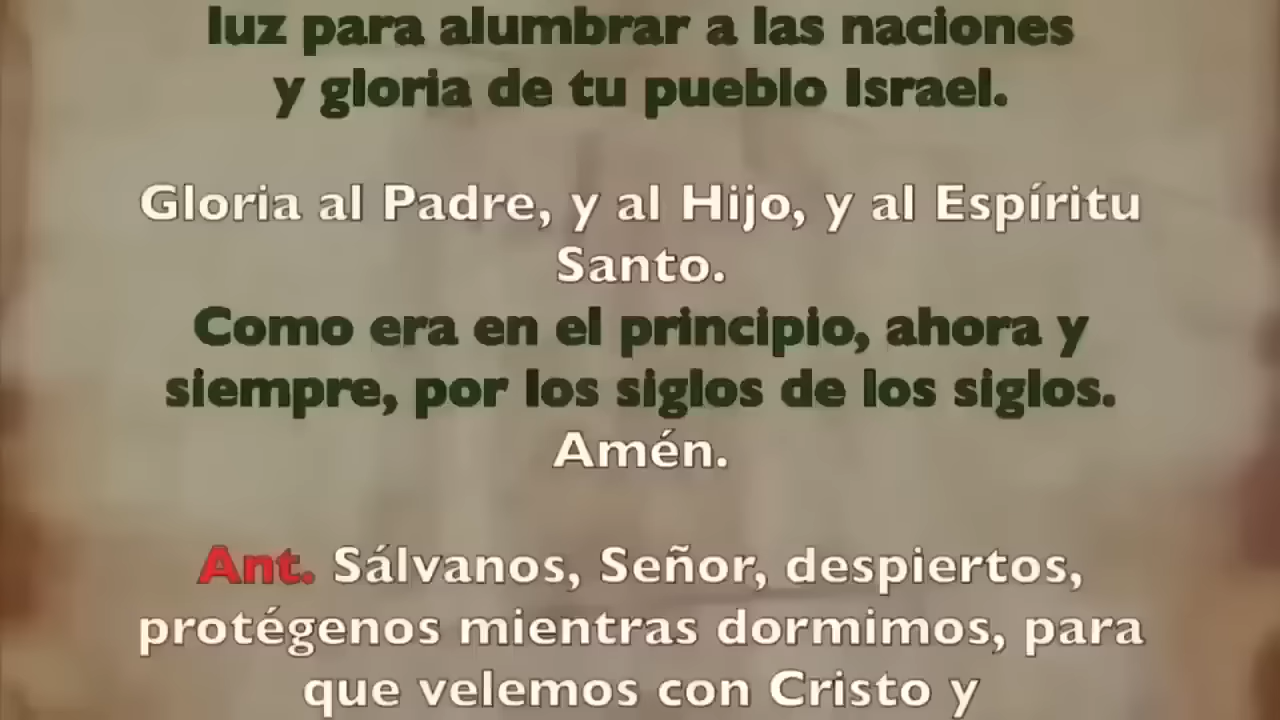 luz para alumbrar a las naciones
y gloria de tu pueblo Israel.
Gloria al Padre, y al Hijo, y al Espíritu
Santo.
Como era en el principio, ahora y
siempre, por los siglos de los siglos.
Amén.
Ant. Sálvanos, Señor, despiertos,
protégenos mientras dormimos, para
que velemos con Cristo y